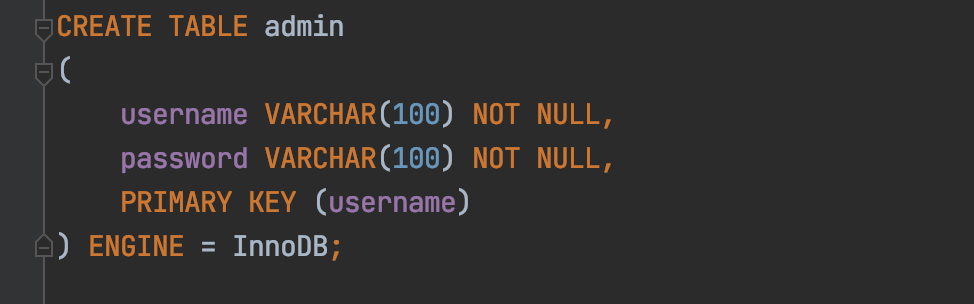 CREATE TABLE admin
(
    username VARCHAR(100) NOT NULL,
    password VARCHAR(100) NOT NULL,
    PRIMARY KEY (username)
) ENGINE = InnoDB;